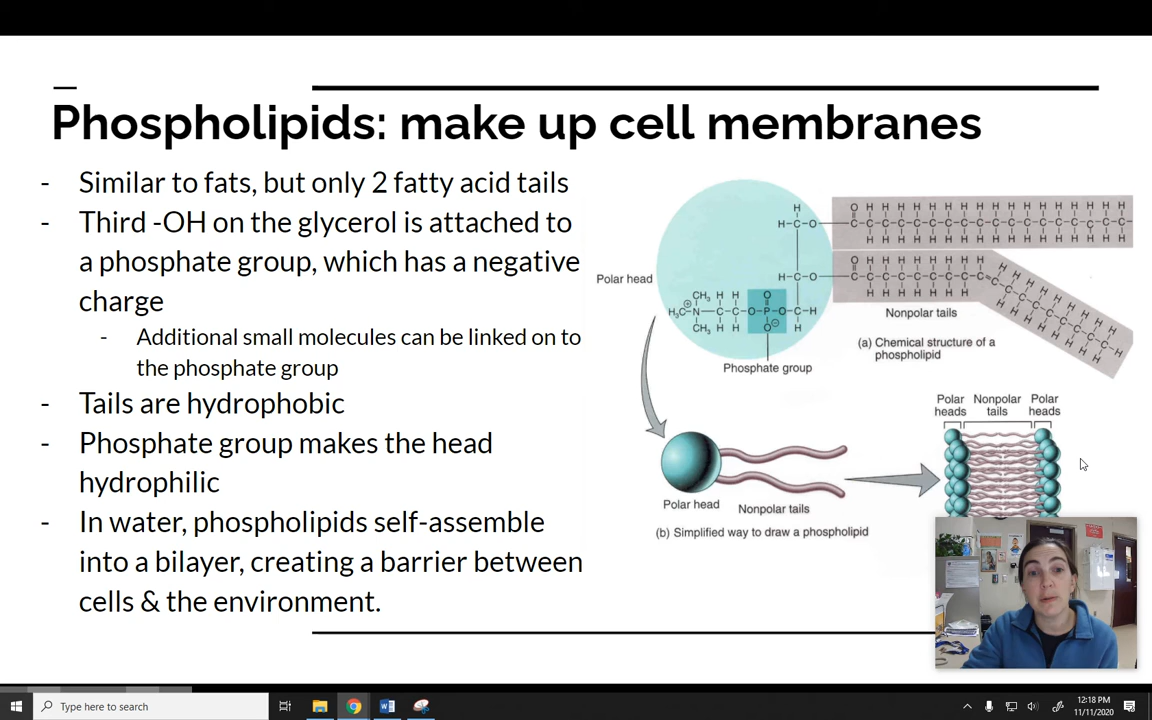 Phospholipids: make up cell membranes
- Similar to fats, but only 2 fatty acid tails
- Third -OH on the glycerol is attached to
a phosphate group, which has a negative
charge
- Additional small molecules can be linked on to
the phosphate group
- Tails are hydrophobic
- Phosphate group makes the head
hydrophilic
- In water, phospholipids self-assemble
into a bilayer, creating a barrier between
cells & the environment.
Polar head
Phosphate group
Nonpolar tails
(a) Chemical structure of a
phospholipid
Polar heads
Nonpolar tails
Polar heads
Polar head
Nonpolar tails
(b) Simplified way to draw a phospholipid
Type here to search
12:18 PM
11/11/2020